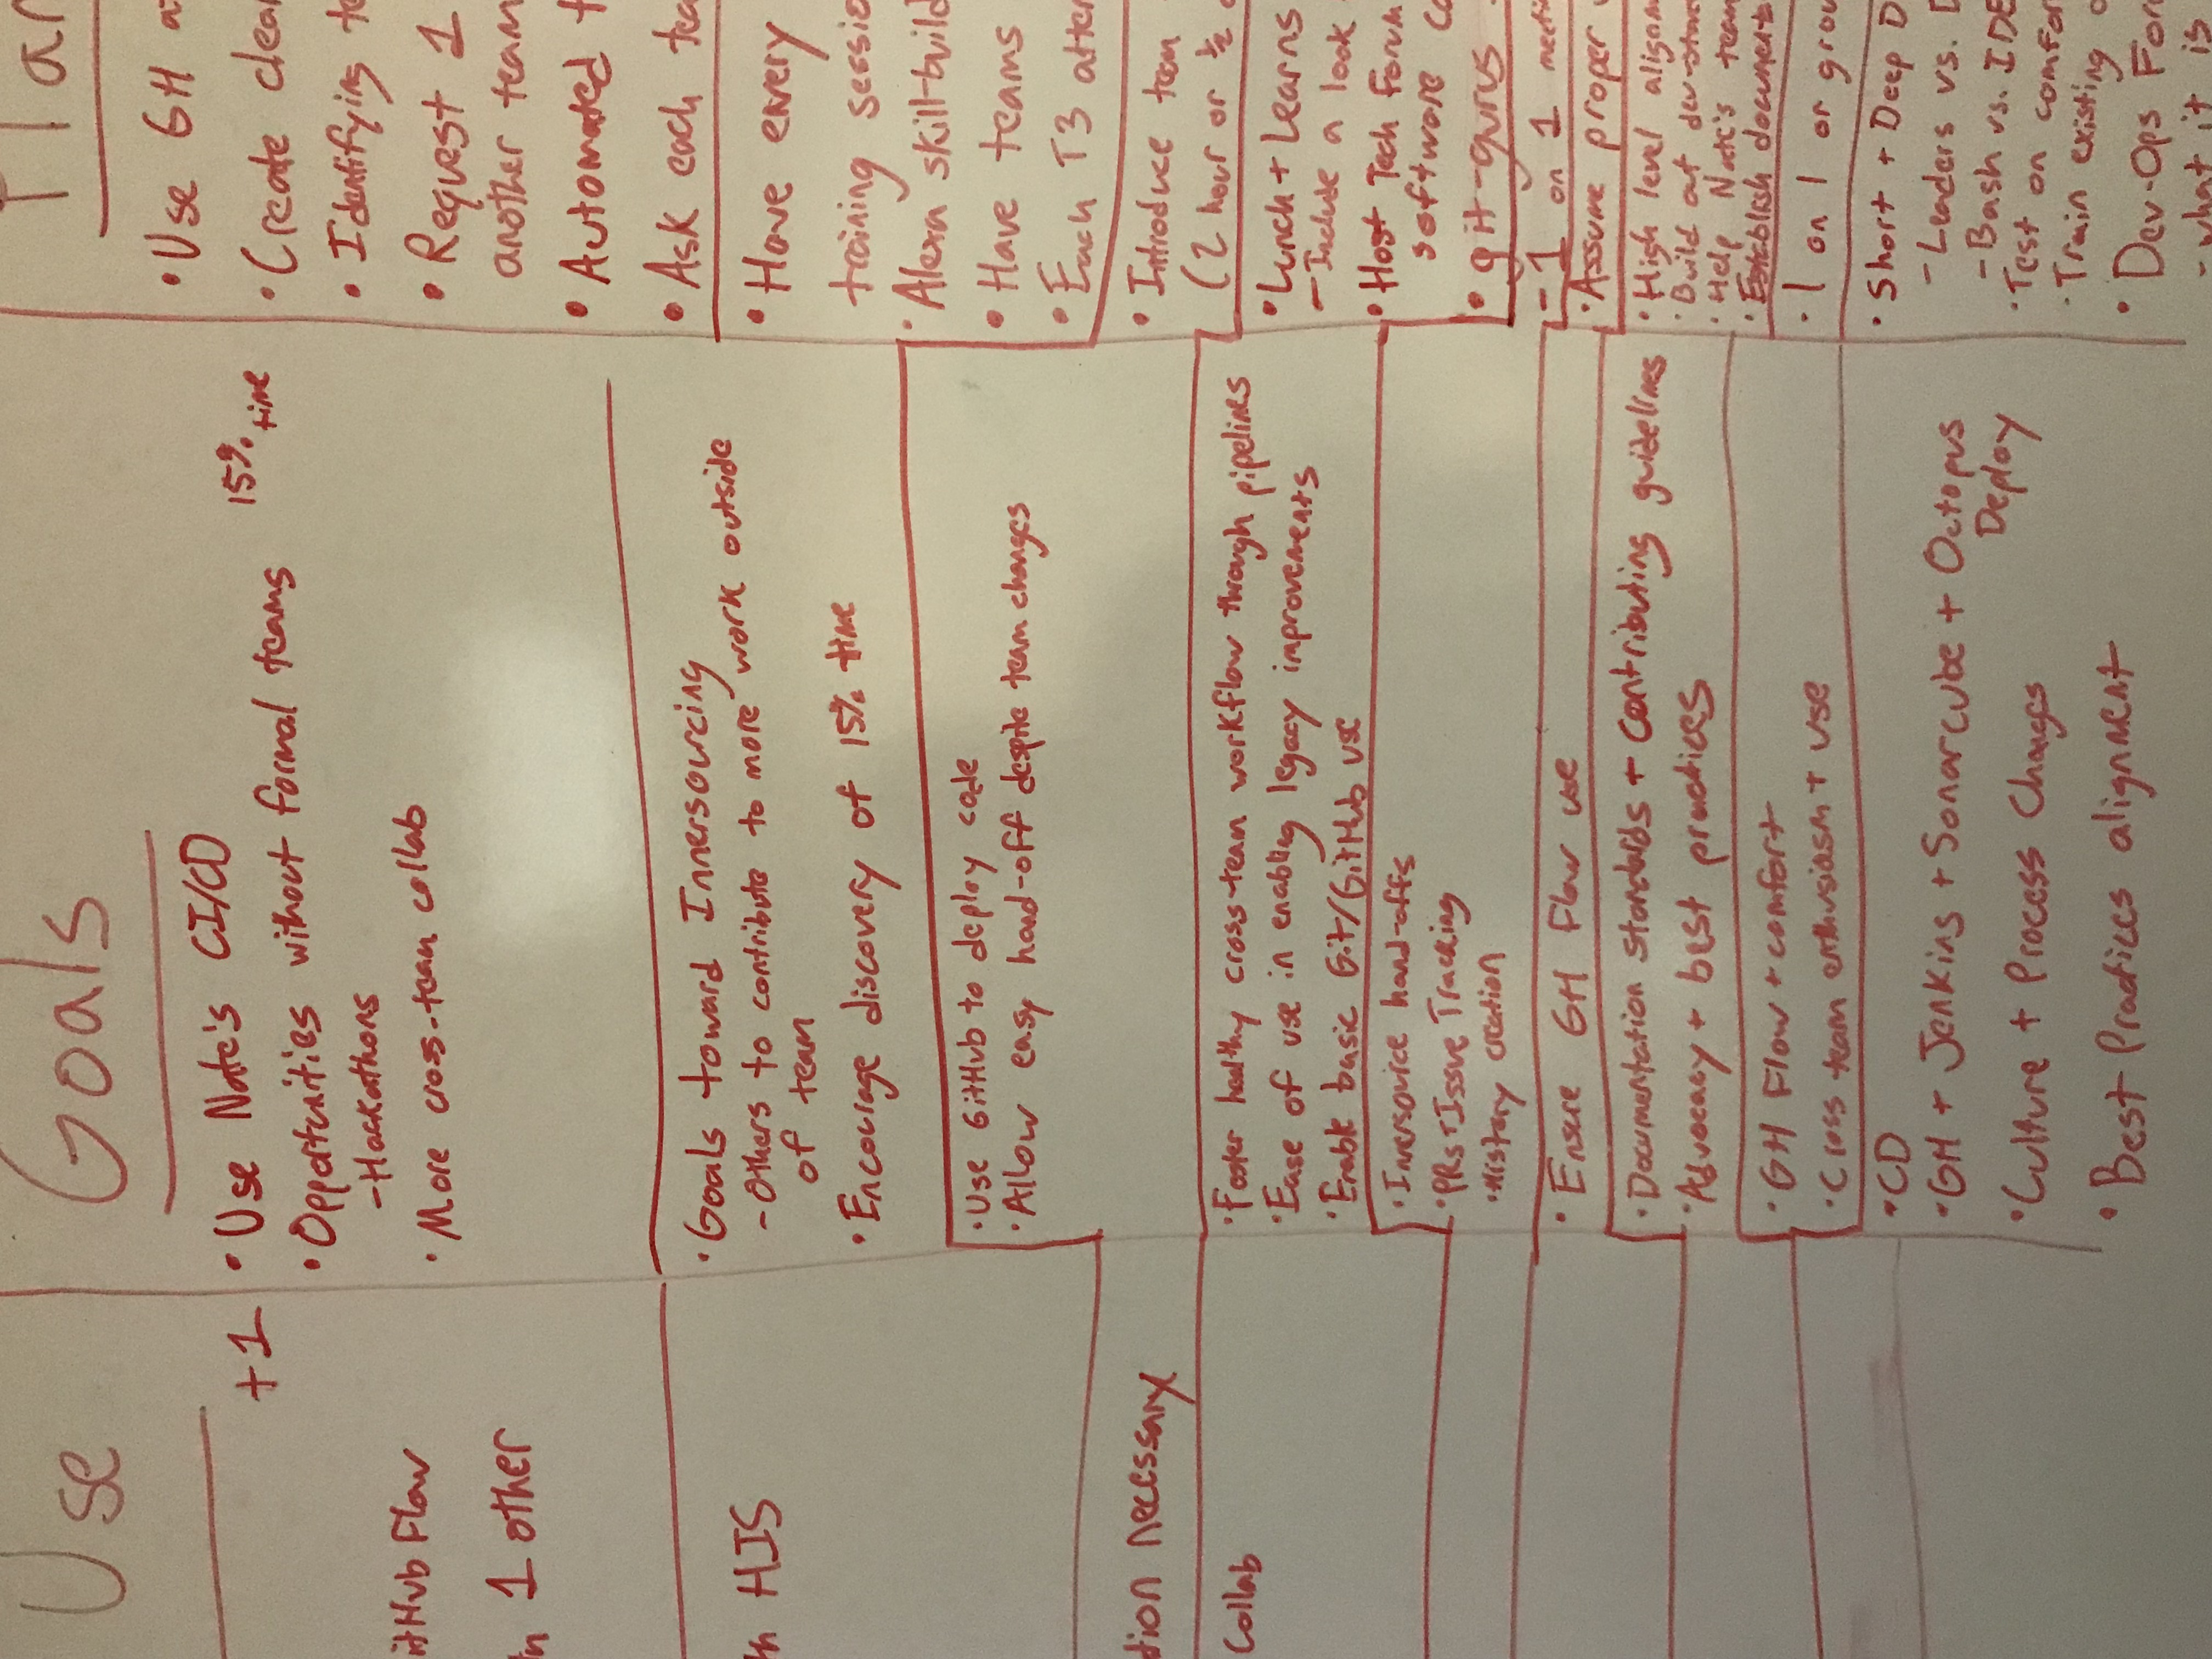 Use
+1
itHub Flow
1 other
HIS
tion necessary
Collab
Goals
• Use Nate's CI/CD
• Opportunities without formal teams 15% time
- Hackathons
• More cross-team collab
• Goals toward Innersourcing
- Others to contribute to more work outside
of team
• Encourage discovery of 15% time
• Use GitHub to deploy code
• Allow easy hand-off despite team changes
• Foster healthy cross-team workflow through pipelines
• Ease of use in enabling legacy improvements
• Enable basic Git/GitHub use
• Innersource hand-offs
• PRs + Issue Tracking
• History creation
• Ensure GH Flow use
• Documentation standards + contributing guidelines
• Advocacy + best practices
• GH Flow + comfort
• Cross team enthusiasm + use
• CD
• GH + Jenkins + Sonarcube + Octopus
Deploy
• Culture + Process Changes
• Best Practices alignment
Plan
• Use GH
• Create clear
• Identifying te
• Request 1
another team
• Automated t
• Ask each tea
• Have every
training sessio
• Alexa skill-build
• Have teams
• Each T3 atten
• Introduce team
(2 hour or ½
• Lunch + Learns
- Include a look
• Host Tech Forum
software co
• git-gurus
- 1 on 1 meeti
• Assume proper
• High level alignm
• Build out dev-stan
• Help Nate's team
• Establish documenta
• 1 on 1 or grou
• Short + Deep D
- Leaders vs. D
- Bash vs. IDE
• Test on comfor
• Train existing
• Dev-Ops For
- what it is